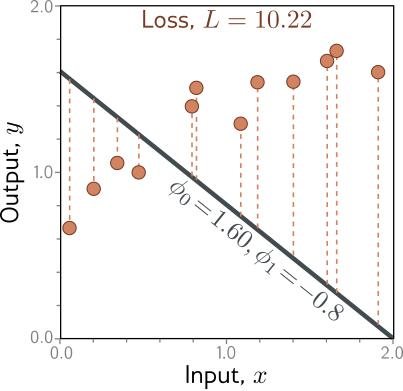 Loss, L = 10.22
2.0
Output, y
1.0
ϕ₀ = 1.60, ϕ₁ = −0.8
0.0
0.0 1.0 2.0
Input, x